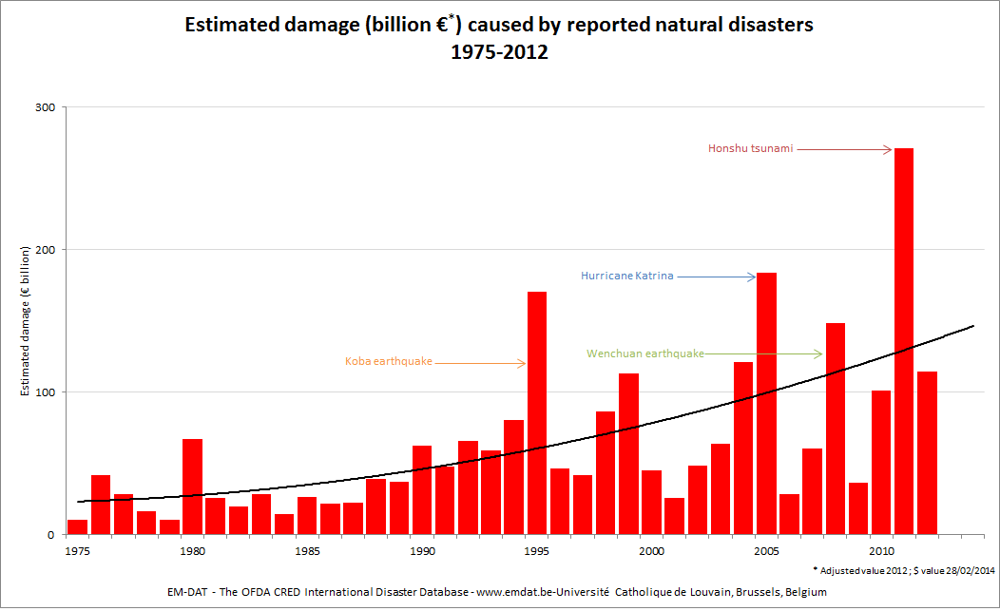 Estimated damage (billion €*) caused by reported natural disasters
1975-2012
300
Honshu tsunami
Hurricane Katrina
200
Estimated damage (€ billion)
Koba earthquake
Wenchuan earthquake
100
0
1975 1980 1985 1990 1995 2000 2005 2010
* Adjusted value 2012 ; $ value 28/02/2014
EM-DAT - The OFDA CRED International Disaster Database - www.emdat.be-Université Catholique de Louvain, Brussels, Belgium